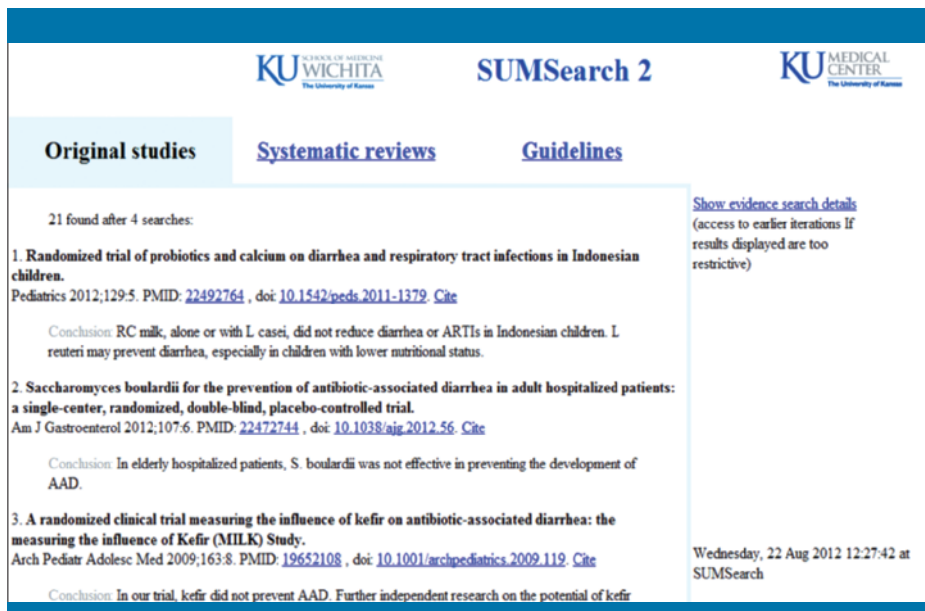 KU SCHOOL OF MEDICINE WICHITA The University of Kansas
SUMSearch 2
KU MEDICAL CENTER The University of Kansas
Original studies
Systematic reviews
Guidelines
21 found after 4 searches:
1. Randomized trial of probiotics and calcium on diarrhea and respiratory tract infections in Indonesian
children.
Pediatrics 2012;129:5. PMID: 22492764 , doi: 10.1542/peds.2011-1379. Cite
Conclusion: RC milk, alone or with L casei, did not reduce diarrhea or ARTIs in Indonesian children. L
reuteri may prevent diarrhea, especially in children with lower nutritional status.
2. Saccharomyces boulardii for the prevention of antibiotic-associated diarrhea in adult hospitalized patients:
a single-center, randomized, double-blind, placebo-controlled trial.
Am J Gastroenterol 2012;107:6. PMID: 22472744 , doi: 10.1038/ajg.2012.56. Cite
Conclusion: In elderly hospitalized patients, S. boulardii was not effective in preventing the development of
AAD.
3. A randomized clinical trial measuring the influence of kefir on antibiotic-associated diarrhea: the
measuring the influence of Kefir (MILK) Study.
Arch Pediatr Adolesc Med 2009;163:8. PMID: 19652108 , doi: 10.1001/archpediatrics.2009.119. Cite
Conclusion: In our trial, kefir did not prevent AAD. Further independent research on the potential of kefir
Show evidence search details
(access to earlier iterations If
results displayed are too
restrictive)
Wednesday, 22 Aug 2012 12:27:42 at
SUMSearch